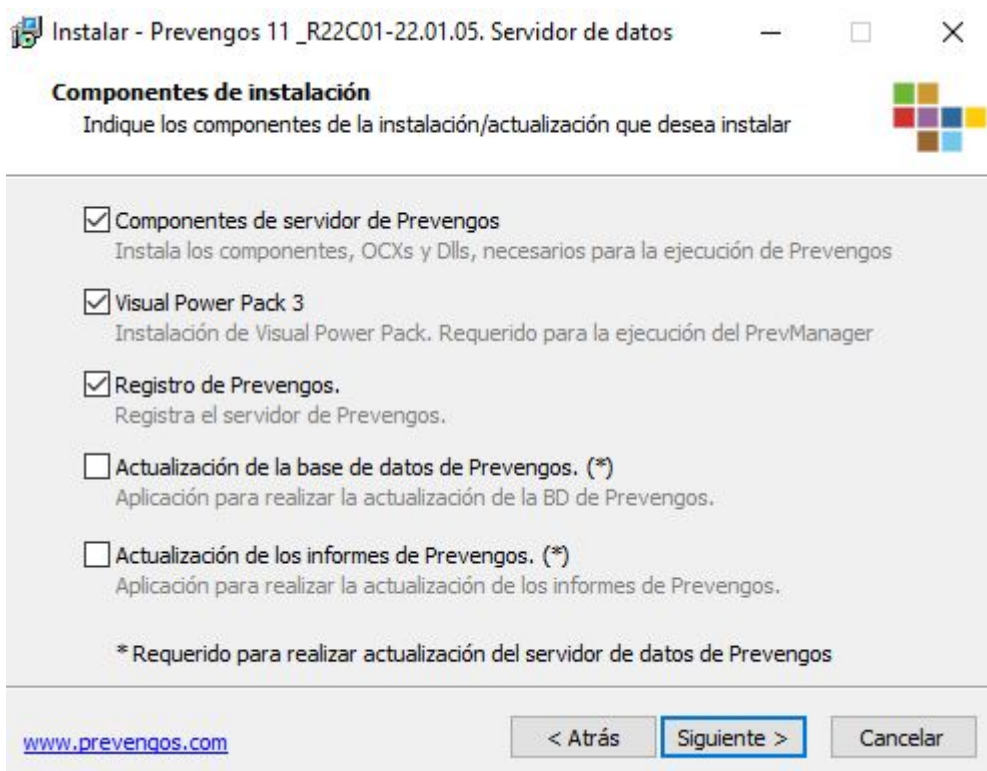 Instalar - Prevengos 11 _R22C01-22.01.05. Servidor de datos
Componentes de instalación
Indique los componentes de la instalación/actualización que desea instalar
Componentes de servidor de Prevengos
Instala los componentes, OCXs y Dlls, necesarios para la ejecución de Prevengos
Visual Power Pack 3
Instalación de Visual Power Pack. Requerido para la ejecución del PrevManager
Registro de Prevengos.
Registra el servidor de Prevengos.
Actualización de la base de datos de Prevengos. (*)
Aplicación para realizar la actualización de la BD de Prevengos.
Actualización de los informes de Prevengos. (*)
Aplicación para realizar la actualización de los informes de Prevengos.
* Requerido para realizar actualización del servidor de datos de Prevengos
www.prevengos.com < Atrás Siguiente > Cancelar